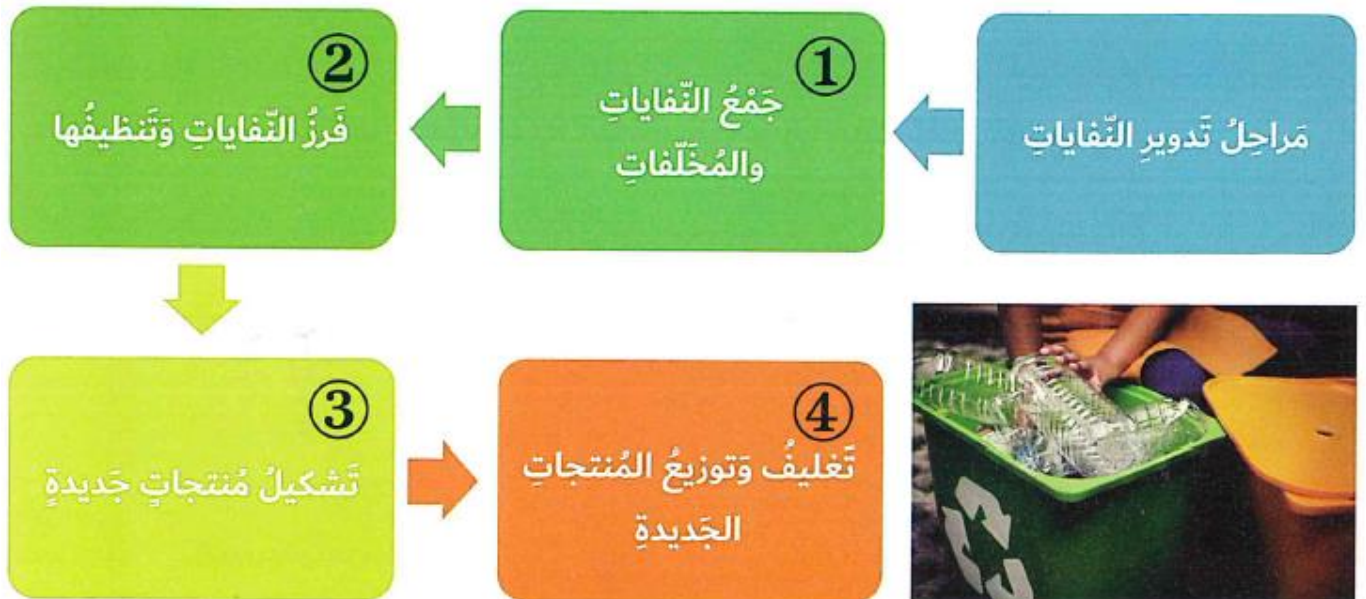 مَراحِلُ تَدويرِ النّفاياتِ
①
جَمْعُ النّفاياتِ
والمُخَلّفاتِ
②
فَرزُ النّفاياتِ وَتَنظيفُها
③
تَشكيلُ مُنتجاتٍ جَديدةٍ
④
تَغليفُ وَتوزيعُ المُنتجاتِ
الجَديدةِ